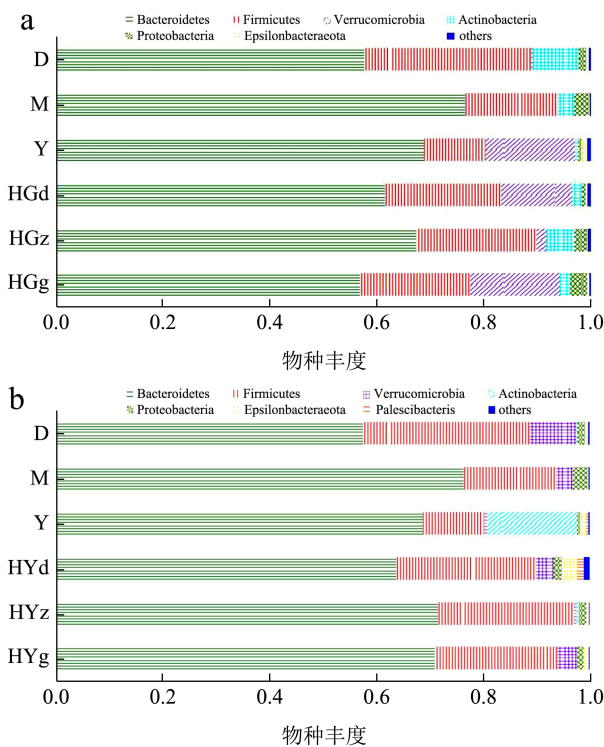 a
Bacteroidetes Firmicutes Verrucomicrobia Actinobacteria
Proteobacteria Epsilonbacteraeota others
D
M
Y
HGd
HGz
HGg
0.0 0.2 0.4 0.6 0.8 1.0
物种丰度
b
Bacteroidetes Firmicutes Verrucomicrobia Actinobacteria
Proteobacteria Epsilonbacteraeota Palescibacteris others
D
M
Y
HYd
HYz
HYg
0.0 0.2 0.4 0.6 0.8 1.0
物种丰度